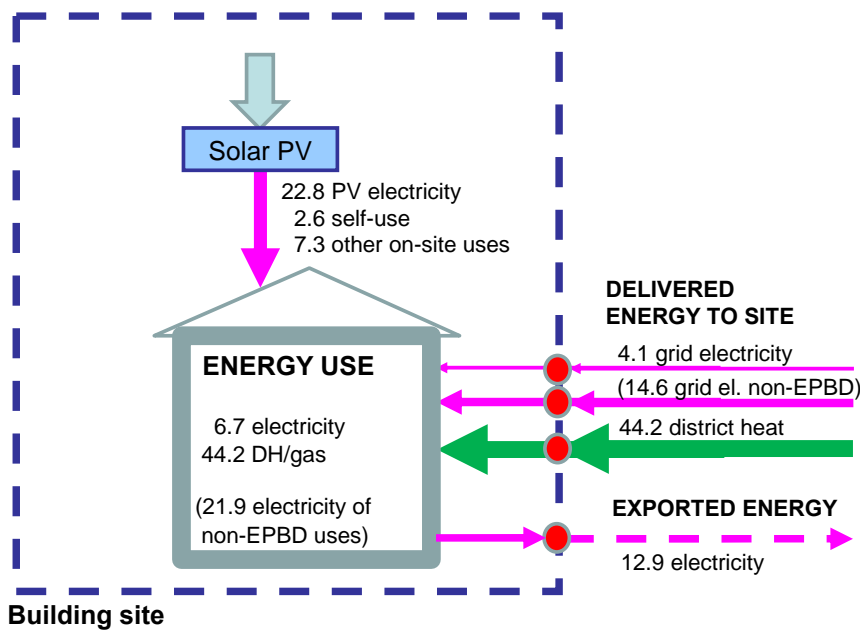 Solar PV
22.8 PV electricity
2.6 self-use
7.3 other on-site uses
DELIVERED
ENERGY TO SITE
4.1 grid electricity
(14.6 grid el. non-EPBD)
44.2 district heat
ENERGY USE
6.7 electricity
44.2 DH/gas
(21.9 electricity of
non-EPBD uses)
EXPORTED ENERGY
12.9 electricity
Building site